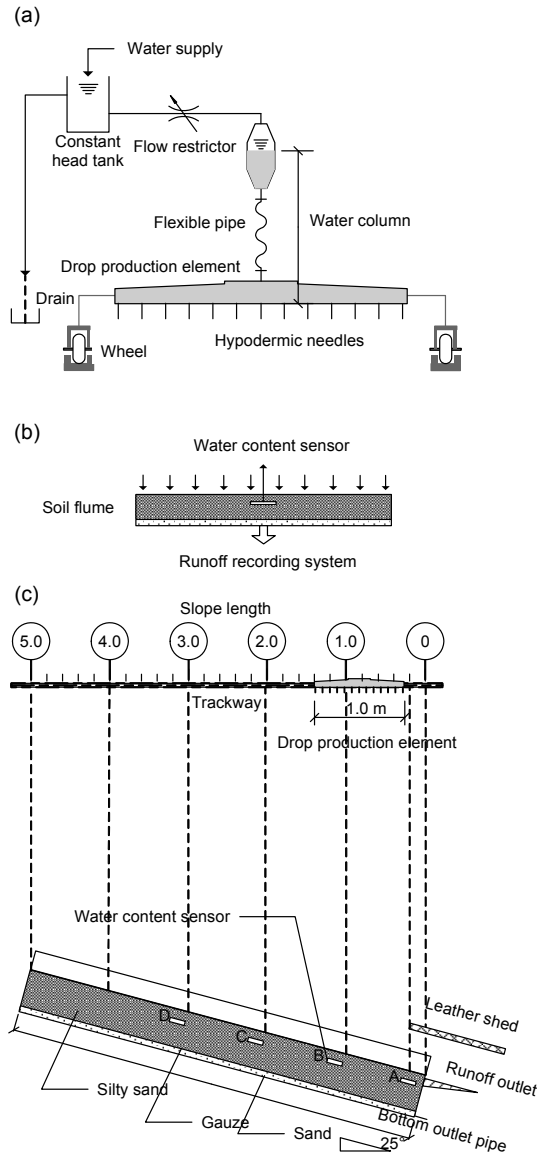 (a)
Water supply
Constant
head tank
Flow restrictor
Flexible pipe
Water column
Drop production element
Drain
Hypodermic needles
Wheel
(b)
Water content sensor
Soil flume
Runoff recording system
(c)
Slope length
5.0 4.0 3.0 2.0 1.0 0
Trackway
1.0 m
Drop production element
Water content sensor
Leather shed
D
C
B
A
Runoff outlet
Silty sand
Gauze
Sand
Bottom outlet pipe
25°